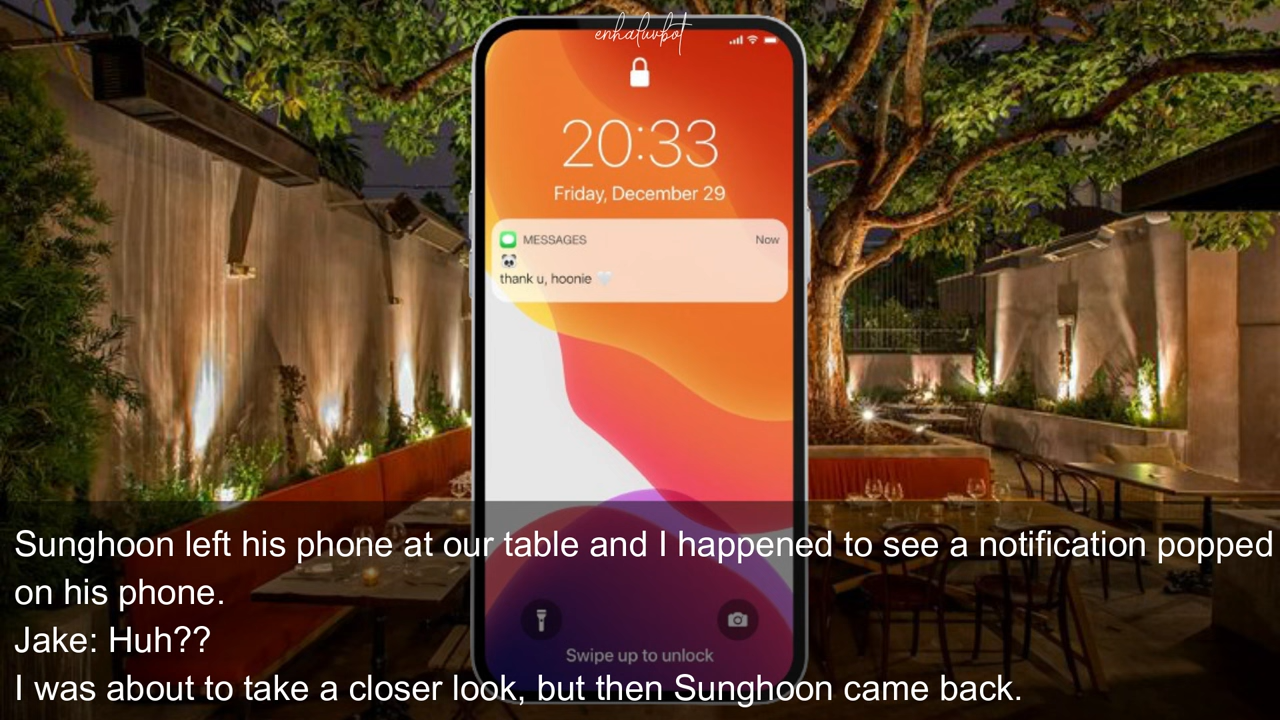 enhaluvbot
20:33
Friday, December 29
MESSAGES Now
🐼
thank u, hoonie 🤍
Swipe up to unlock
Sunghoon left his phone at our table and I happened to see a notification popped
on his phone.
Jake: Huh??
I was about to take a closer look, but then Sunghoon came back.